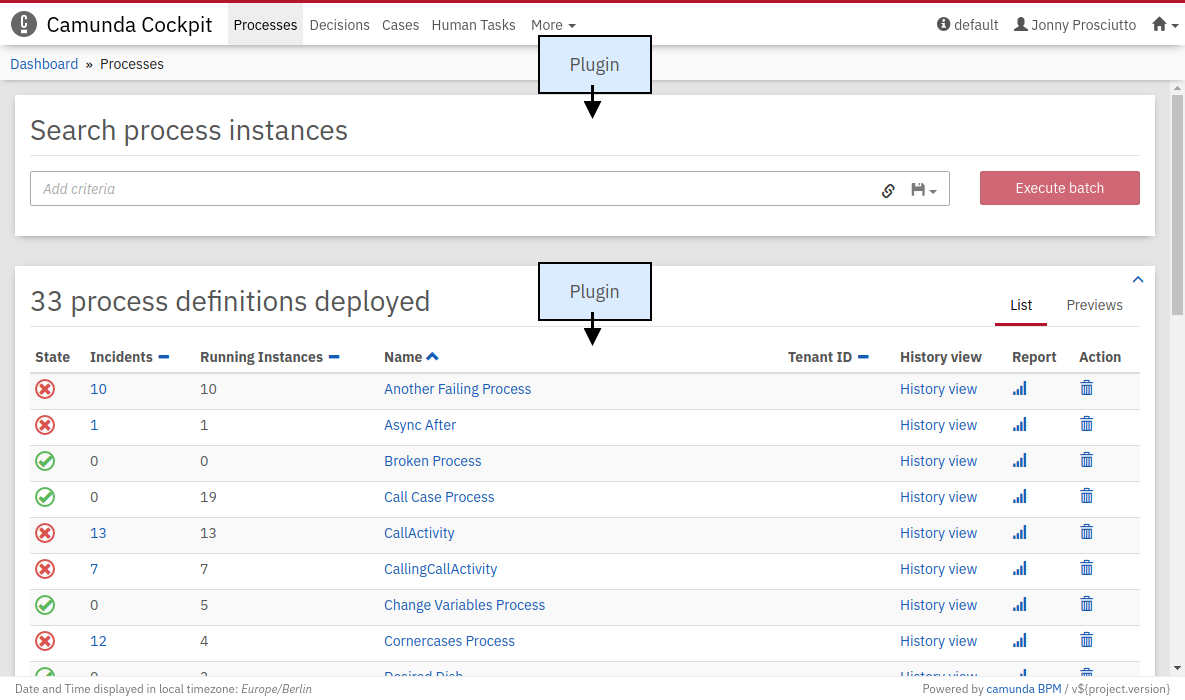 Camunda Cockpit Processes Decisions Cases Human Tasks More default Jonny Prosciutto
Dashboard » Processes
Plugin
Search process instances
Add criteria Execute batch
Plugin
33 process definitions deployed List Previews
State Incidents Running Instances Name Tenant ID History view Report Action
10 10 Another Failing Process History view
1 1 Async After History view
0 0 Broken Process History view
0 19 Call Case Process History view
13 13 CallActivity History view
7 7 CallingCallActivity History view
0 5 Change Variables Process History view
12 4 Cornercases Process History view
Desired Dish History view
Date and Time displayed in local timezone: Europe/Berlin Powered by camunda BPM / v${project.version}